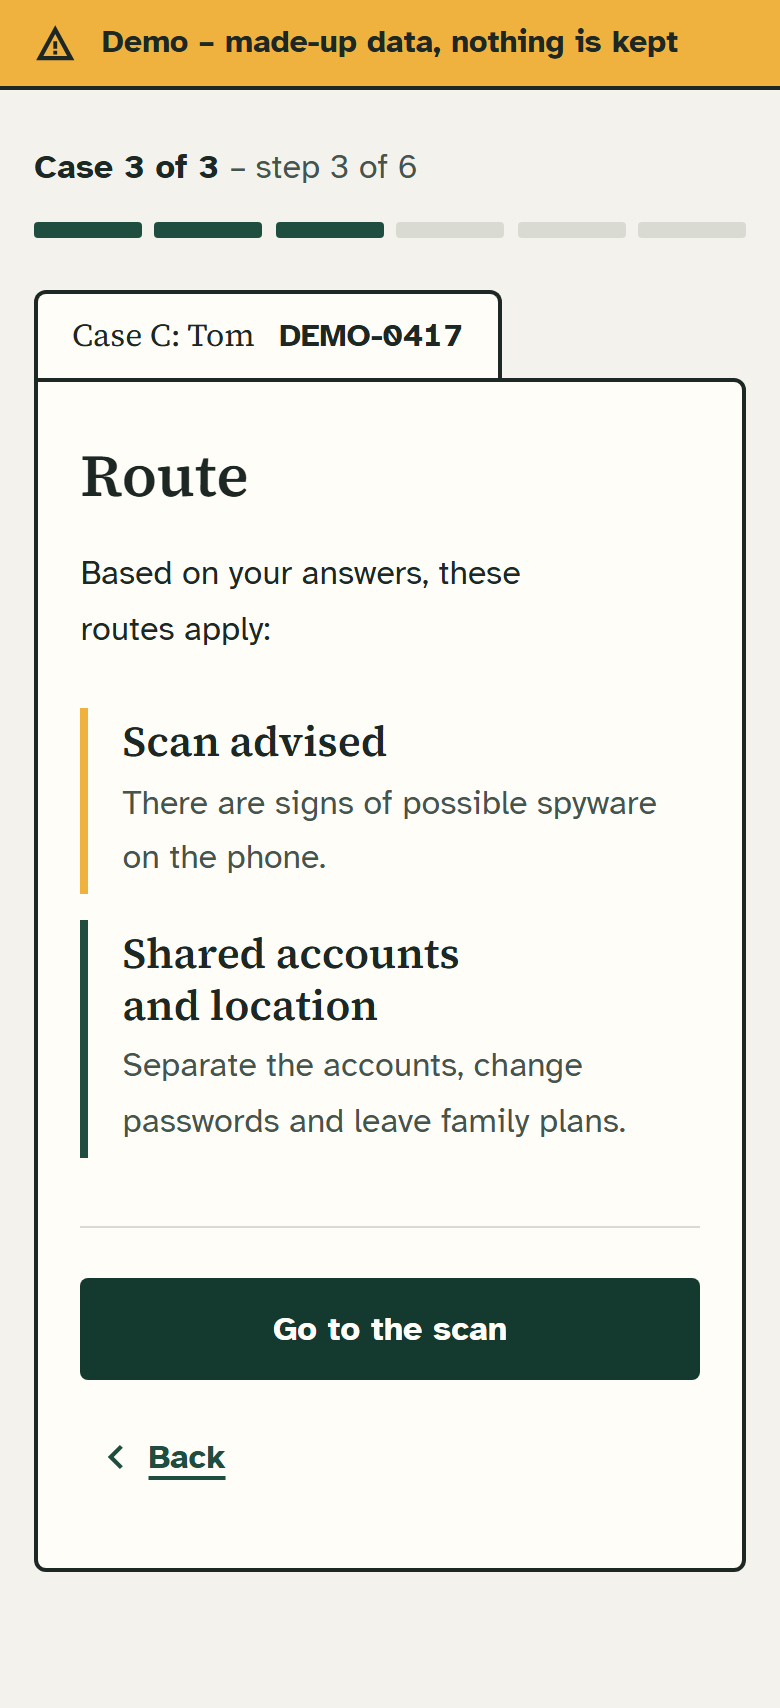 Demo – made-up data, nothing is kept
Case 3 of 3 – step 3 of 6
Case C: Tom DEMO-0417
Route
Based on your answers, these
routes apply:
Scan advised
There are signs of possible spyware
on the phone.
Shared accounts
and location
Separate the accounts, change
passwords and leave family plans.
Go to the scan
Back